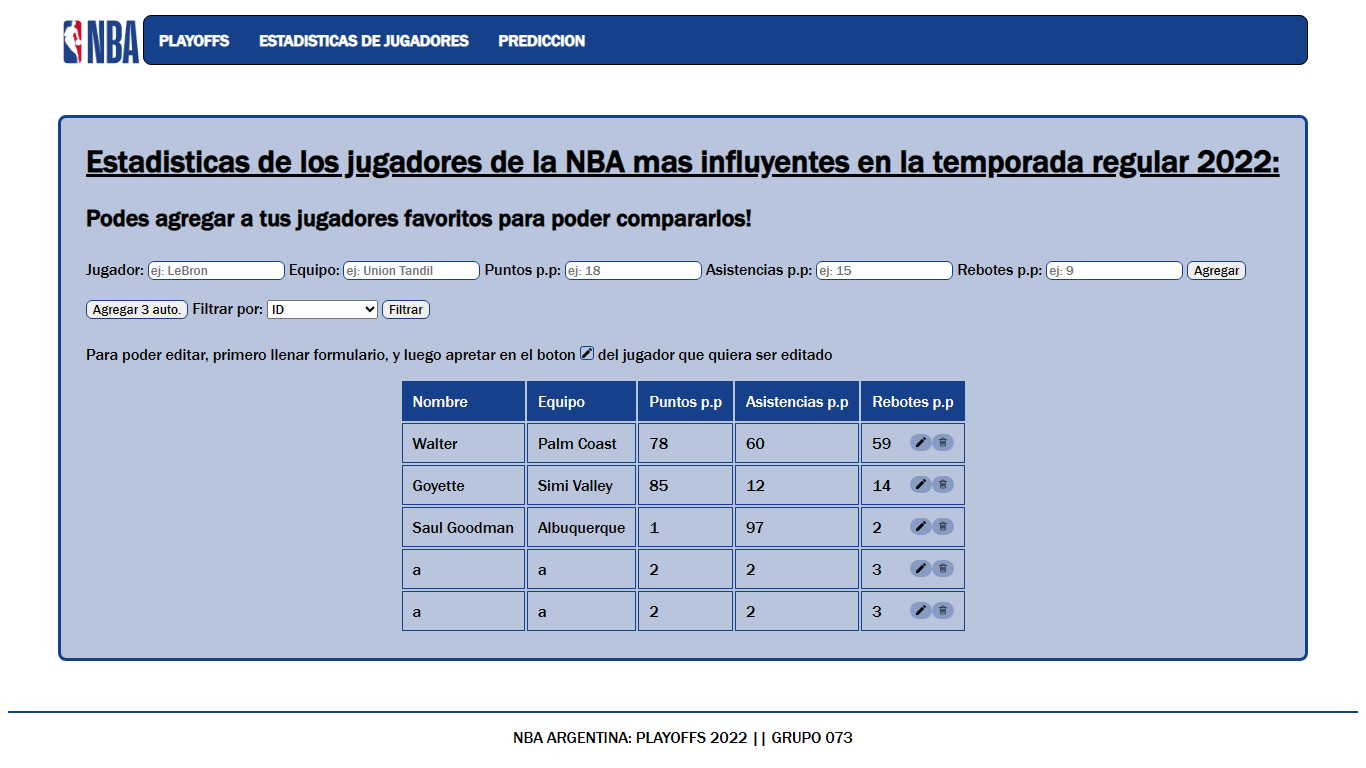 NBA PLAYOFFS ESTADISTICAS DE JUGADORES PREDICCION
Estadisticas de los jugadores de la NBA mas influyentes en la temporada regular 2022:
Podes agregar a tus jugadores favoritos para poder compararlos!
Jugador: ej: LeBron Equipo: ej: Union Tandil Puntos p.p: ej: 18 Asistencias p.p: ej: 15 Rebotes p.p: ej: 9 Agregar
Agregar 3 auto. Filtrar por: ID Filtrar
Para poder editar, primero llenar formulario, y luego apretar en el boton del jugador que quiera ser editado
Nombre Equipo Puntos p.p Asistencias p.p Rebotes p.p
Walter Palm Coast 78 60 59
Goyette Simi Valley 85 12 14
Saul Goodman Albuquerque 1 97 2
a a 2 2 3
a a 2 2 3
NBA ARGENTINA: PLAYOFFS 2022 || GRUPO 073